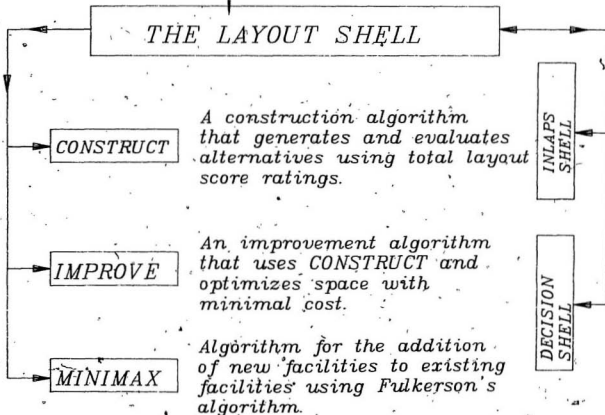 THE LAYOUT SHELL
CONSTRUCT
A construction algorithm
that generates and evaluates
alternatives using total layout
score ratings.
INLAPS
SHELL
IMPROVE
An improvement algorithm
that uses CONSTRUCT and
optimizes space with
minimal cost.
DECISION
SHELL
MINIMAX
Algorithm for the addition
of new facilities to existing
facilities using Fulkerson's
algorithm.